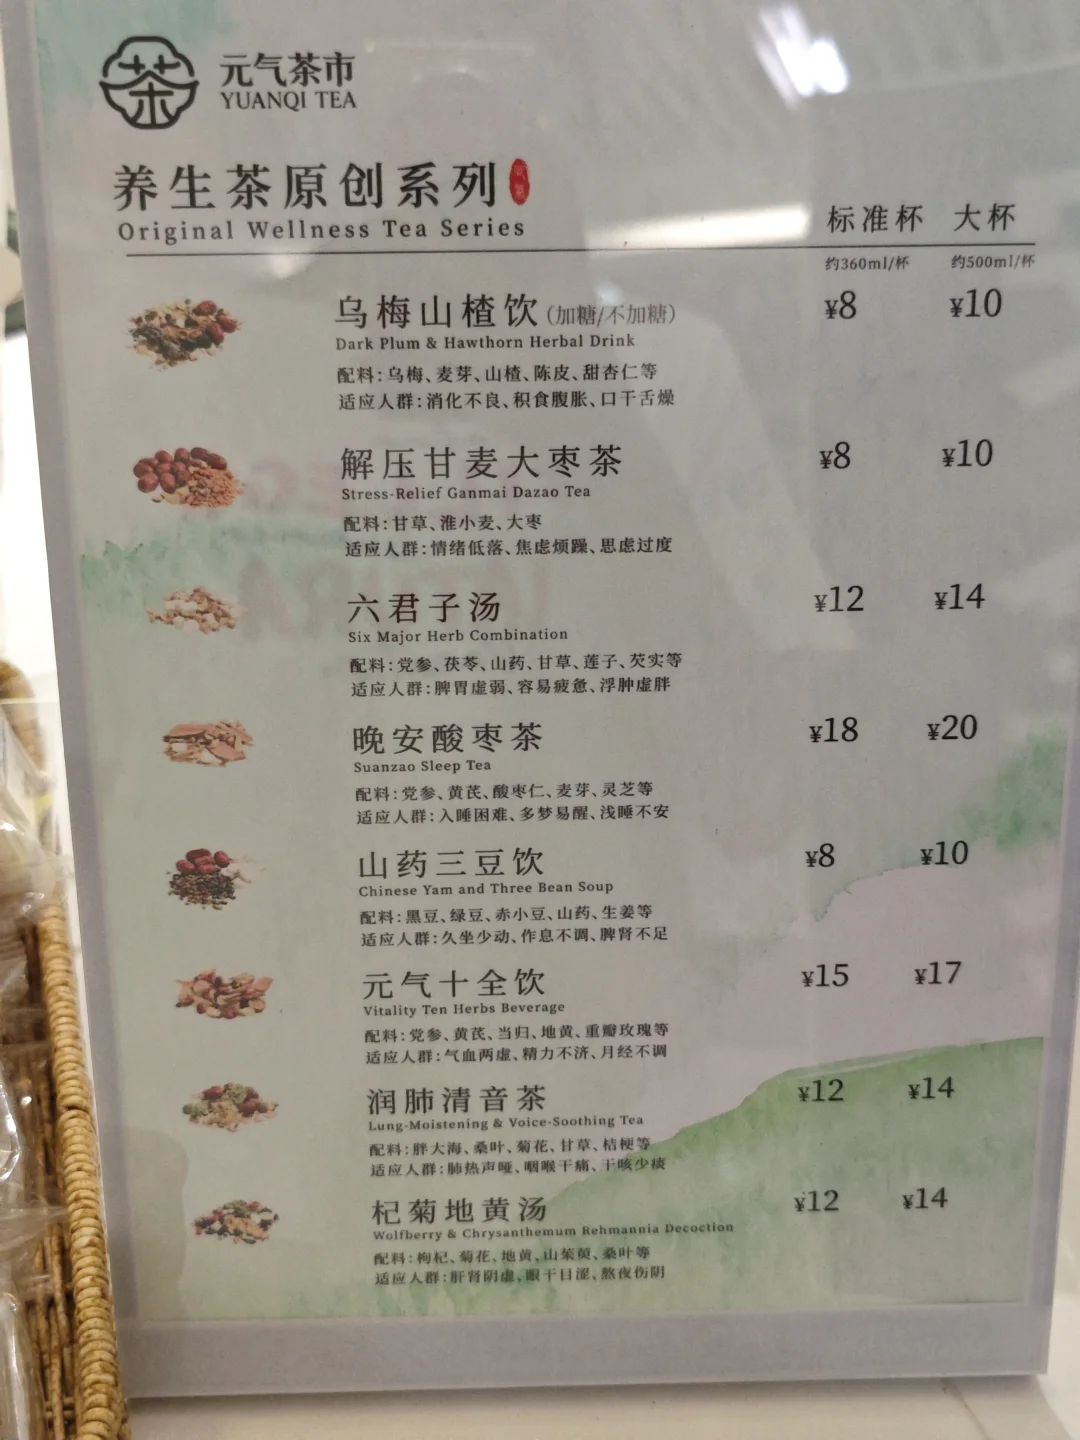 茶
元气茶市
YUANQI TEA
养生茶原创系列
Original Wellness Tea Series
标准杯 大杯
约360ml/杯 约500ml/杯
乌梅山楂饮(加糖/不加糖) ¥8 ¥10
Dark Plum & Hawthorn Herbal Drink
配料:乌梅、麦芽、山楂、陈皮、甜杏仁等
适应人群:消化不良、积食腹胀、口干舌燥
解压甘麦大枣茶 ¥8 ¥10
Stress-Relief Ganmai Dazao Tea
配料:甘草、淮小麦、大枣
适应人群:情绪低落、焦虑烦躁、思虑过度
六君子汤 ¥12 ¥14
Six Major Herb Combination
配料:党参、茯苓、山药、甘草、莲子、芡实等
适应人群:脾胃虚弱、容易疲惫、浮肿虚胖
晚安酸枣茶 ¥18 ¥20
Suanzao Sleep Tea
配料:党参、黄芪、酸枣仁、麦芽、灵芝等
适应人群:入睡困难、多梦易醒、浅睡不安
山药三豆饮 ¥8 ¥10
Chinese Yam and Three Bean Soup
配料:黑豆、绿豆、赤小豆、山药、生姜等
适应人群:久坐少动、作息不调、脾肾不足
元气十全饮 ¥15 ¥17
Vitality Ten Herbs Beverage
配料:党参、黄芪、当归、地黄、重瓣玫瑰等
适应人群:气血两虚、精力不济、月经不调
润肺清音茶 ¥12 ¥14
Lung-Moistening & Voice-Soothing Tea
配料:胖大海、桑叶、菊花、甘草、桔梗等
适应人群:肺热声哑、咽喉干痛、干咳少痰
杞菊地黄汤 ¥12 ¥14
Wolfberry & Chrysanthemum Rehmannia Decoction
配料:枸杞、菊花、地黄、山茱萸、桑叶等
适应人群:肝肾阴虚、眼干目涩、熬夜伤阴